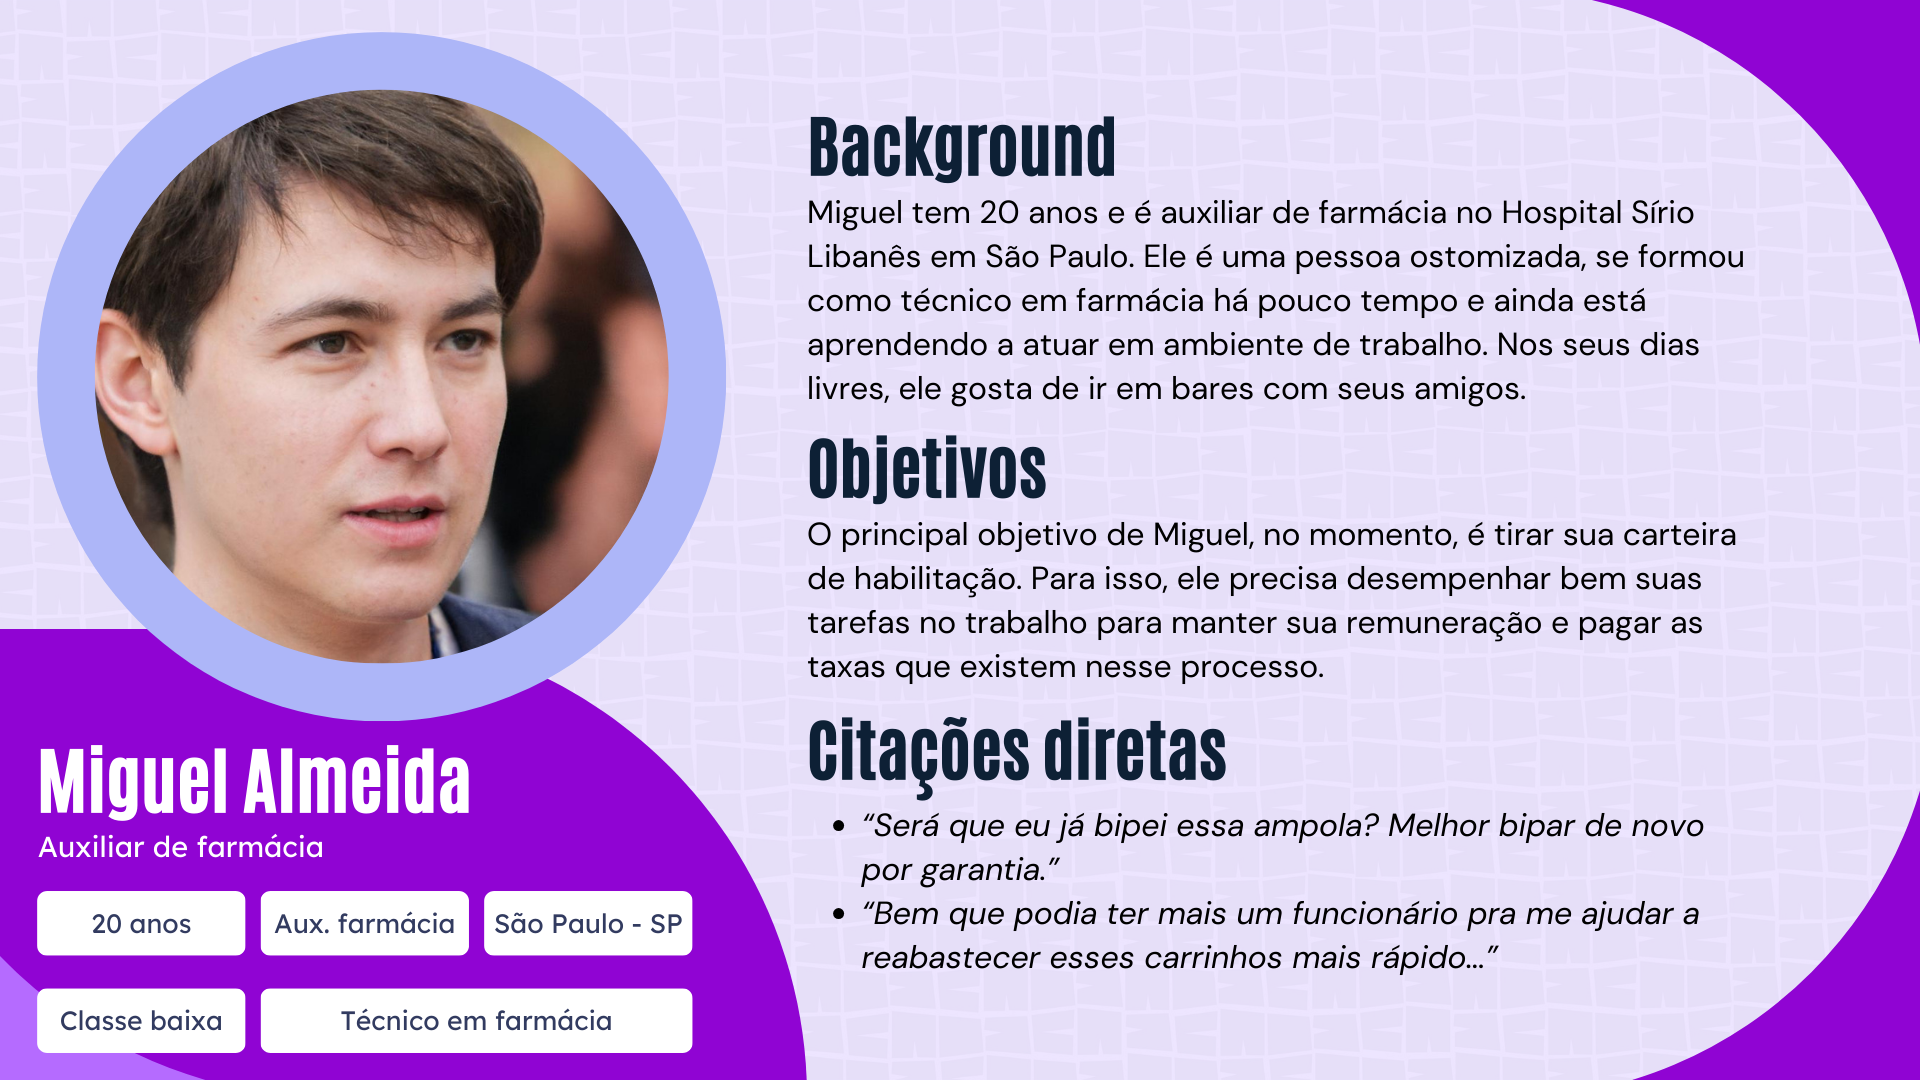 Miguel Almeida
Auxiliar de farmácia
20 anos
Aux. farmácia
São Paulo - SP
Classe baixa
Técnico em farmácia
Background
Miguel tem 20 anos e é auxiliar de farmácia no Hospital Sírio
Libanês em São Paulo. Ele é uma pessoa ostomizada, se formou
como técnico em farmácia há pouco tempo e ainda está
aprendendo a atuar em ambiente de trabalho. Nos seus dias
livres, ele gosta de ir em bares com seus amigos.
Objetivos
O principal objetivo de Miguel, no momento, é tirar sua carteira
de habilitação. Para isso, ele precisa desempenhar bem suas
tarefas no trabalho para manter sua remuneração e pagar as
taxas que existem nesse processo.
Citações diretas
• “Será que eu já bipei essa ampola? Melhor bipar de novo
por garantia.”
• “Bem que podia ter mais um funcionário pra me ajudar a
reabastecer esses carrinhos mais rápido...”